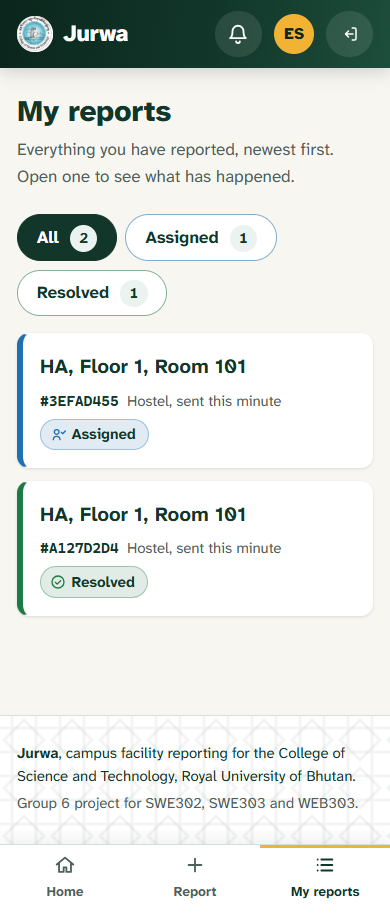 Jurwa
ES
My reports
Everything you have reported, newest first.
Open one to see what has happened.
All 2
Assigned 1
Resolved 1
HA, Floor 1, Room 101
#3EFAD455 Hostel, sent this minute
Assigned
HA, Floor 1, Room 101
#A127D2D4 Hostel, sent this minute
Resolved
Jurwa, campus facility reporting for the College of
Science and Technology, Royal University of Bhutan.
Group 6 project for SWE302, SWE303 and WEB303.
Home
Report
My reports